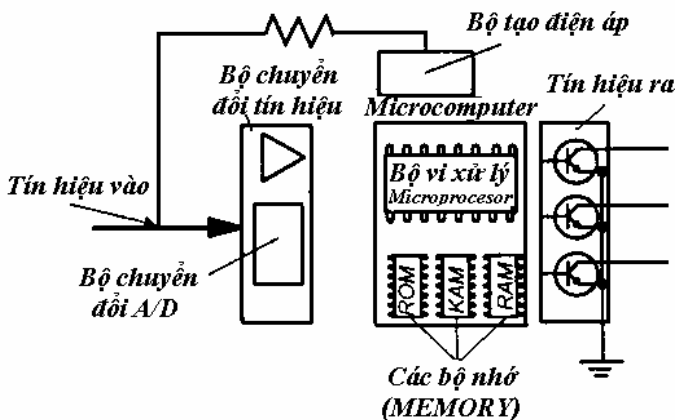 Bộ tạo điện áp
Bộ chuyển
đổi tín hiệu
Microcomputer
Tín hiệu ra
Bộ vi xử lý
Microprocesor
Tín hiệu vào
Bộ chuyển
đổi A/D
ROM
KAM
RAM
Các bộ nhớ
(MEMORY)